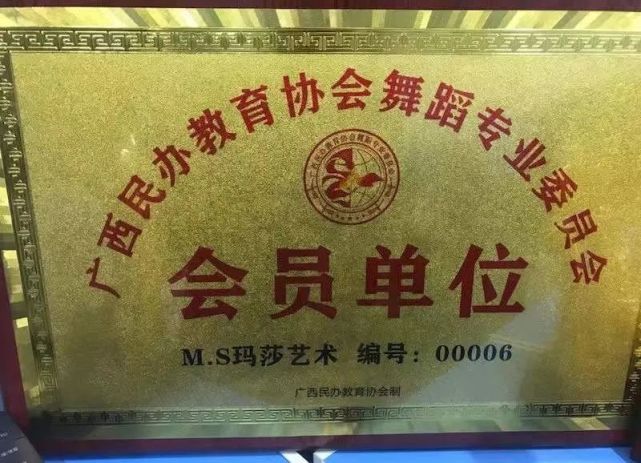 广西民办教育协会舞蹈专业委员会
会员单位
M.S玛莎艺术 编号：00006
广西民办教育协会制